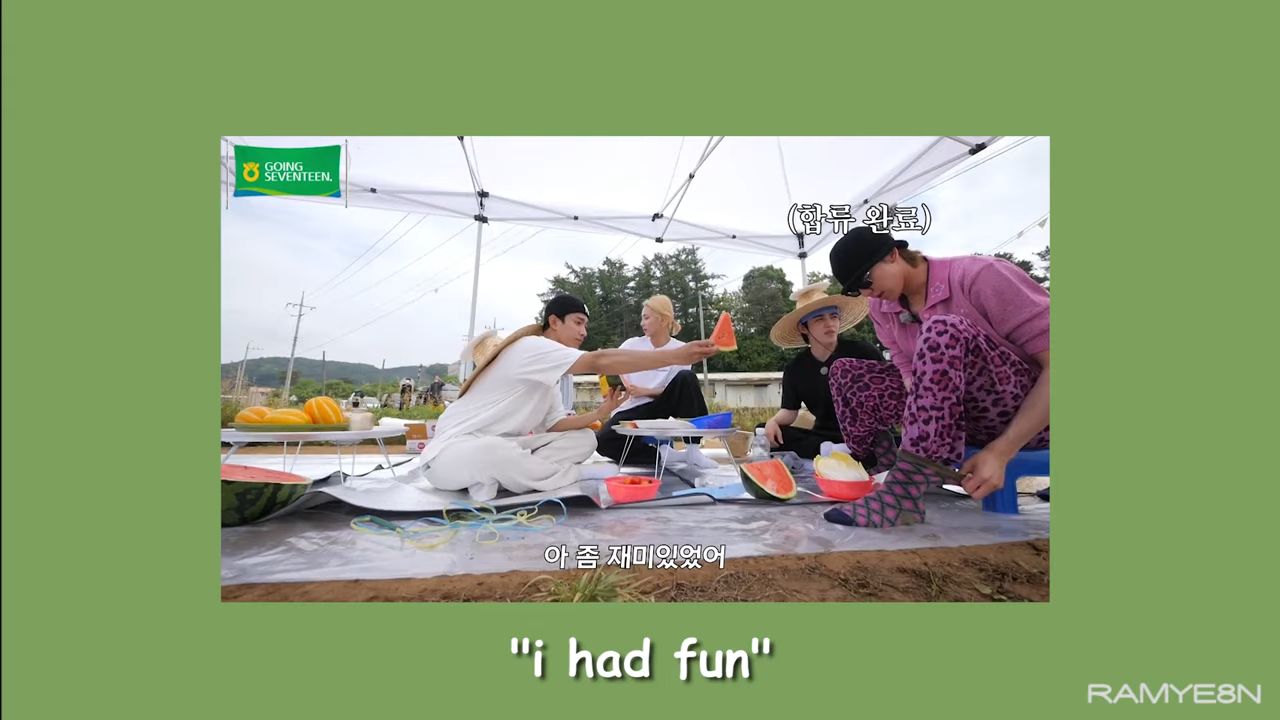 GOING
SEVENTEEN.
(합류 완료)
아 좀 재미있었어
"i had fun"
RAMYE8N